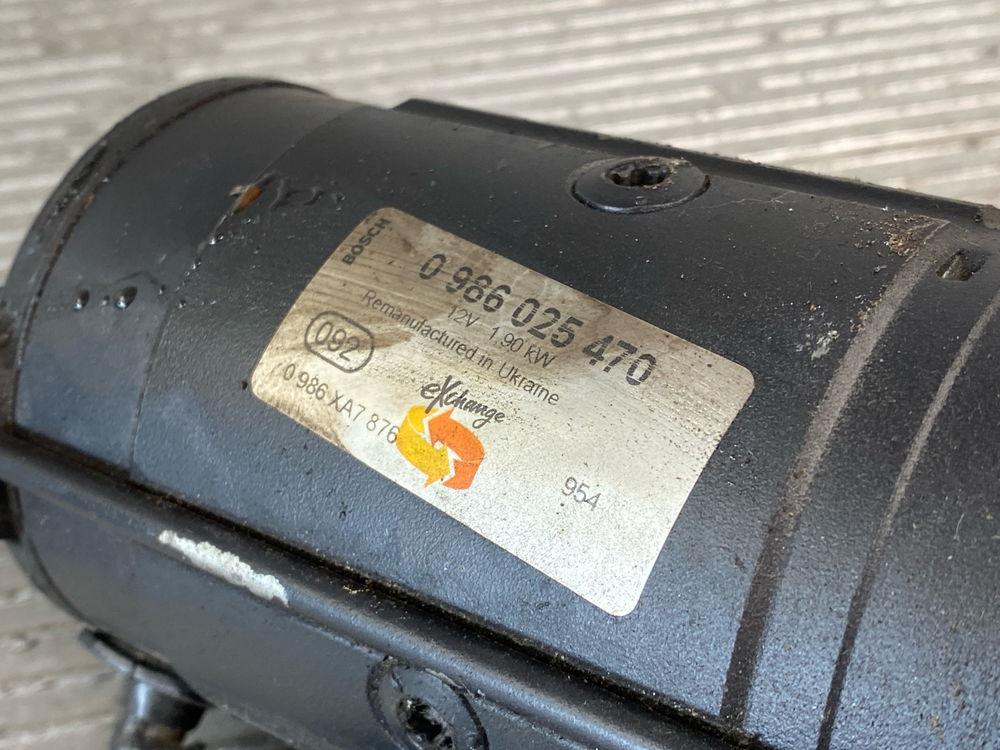 BOSCH
0 986 025 470
12V 1.90 kW
Remanufactured in Ukraine
092
0 986 XA7 876
eXchange
954